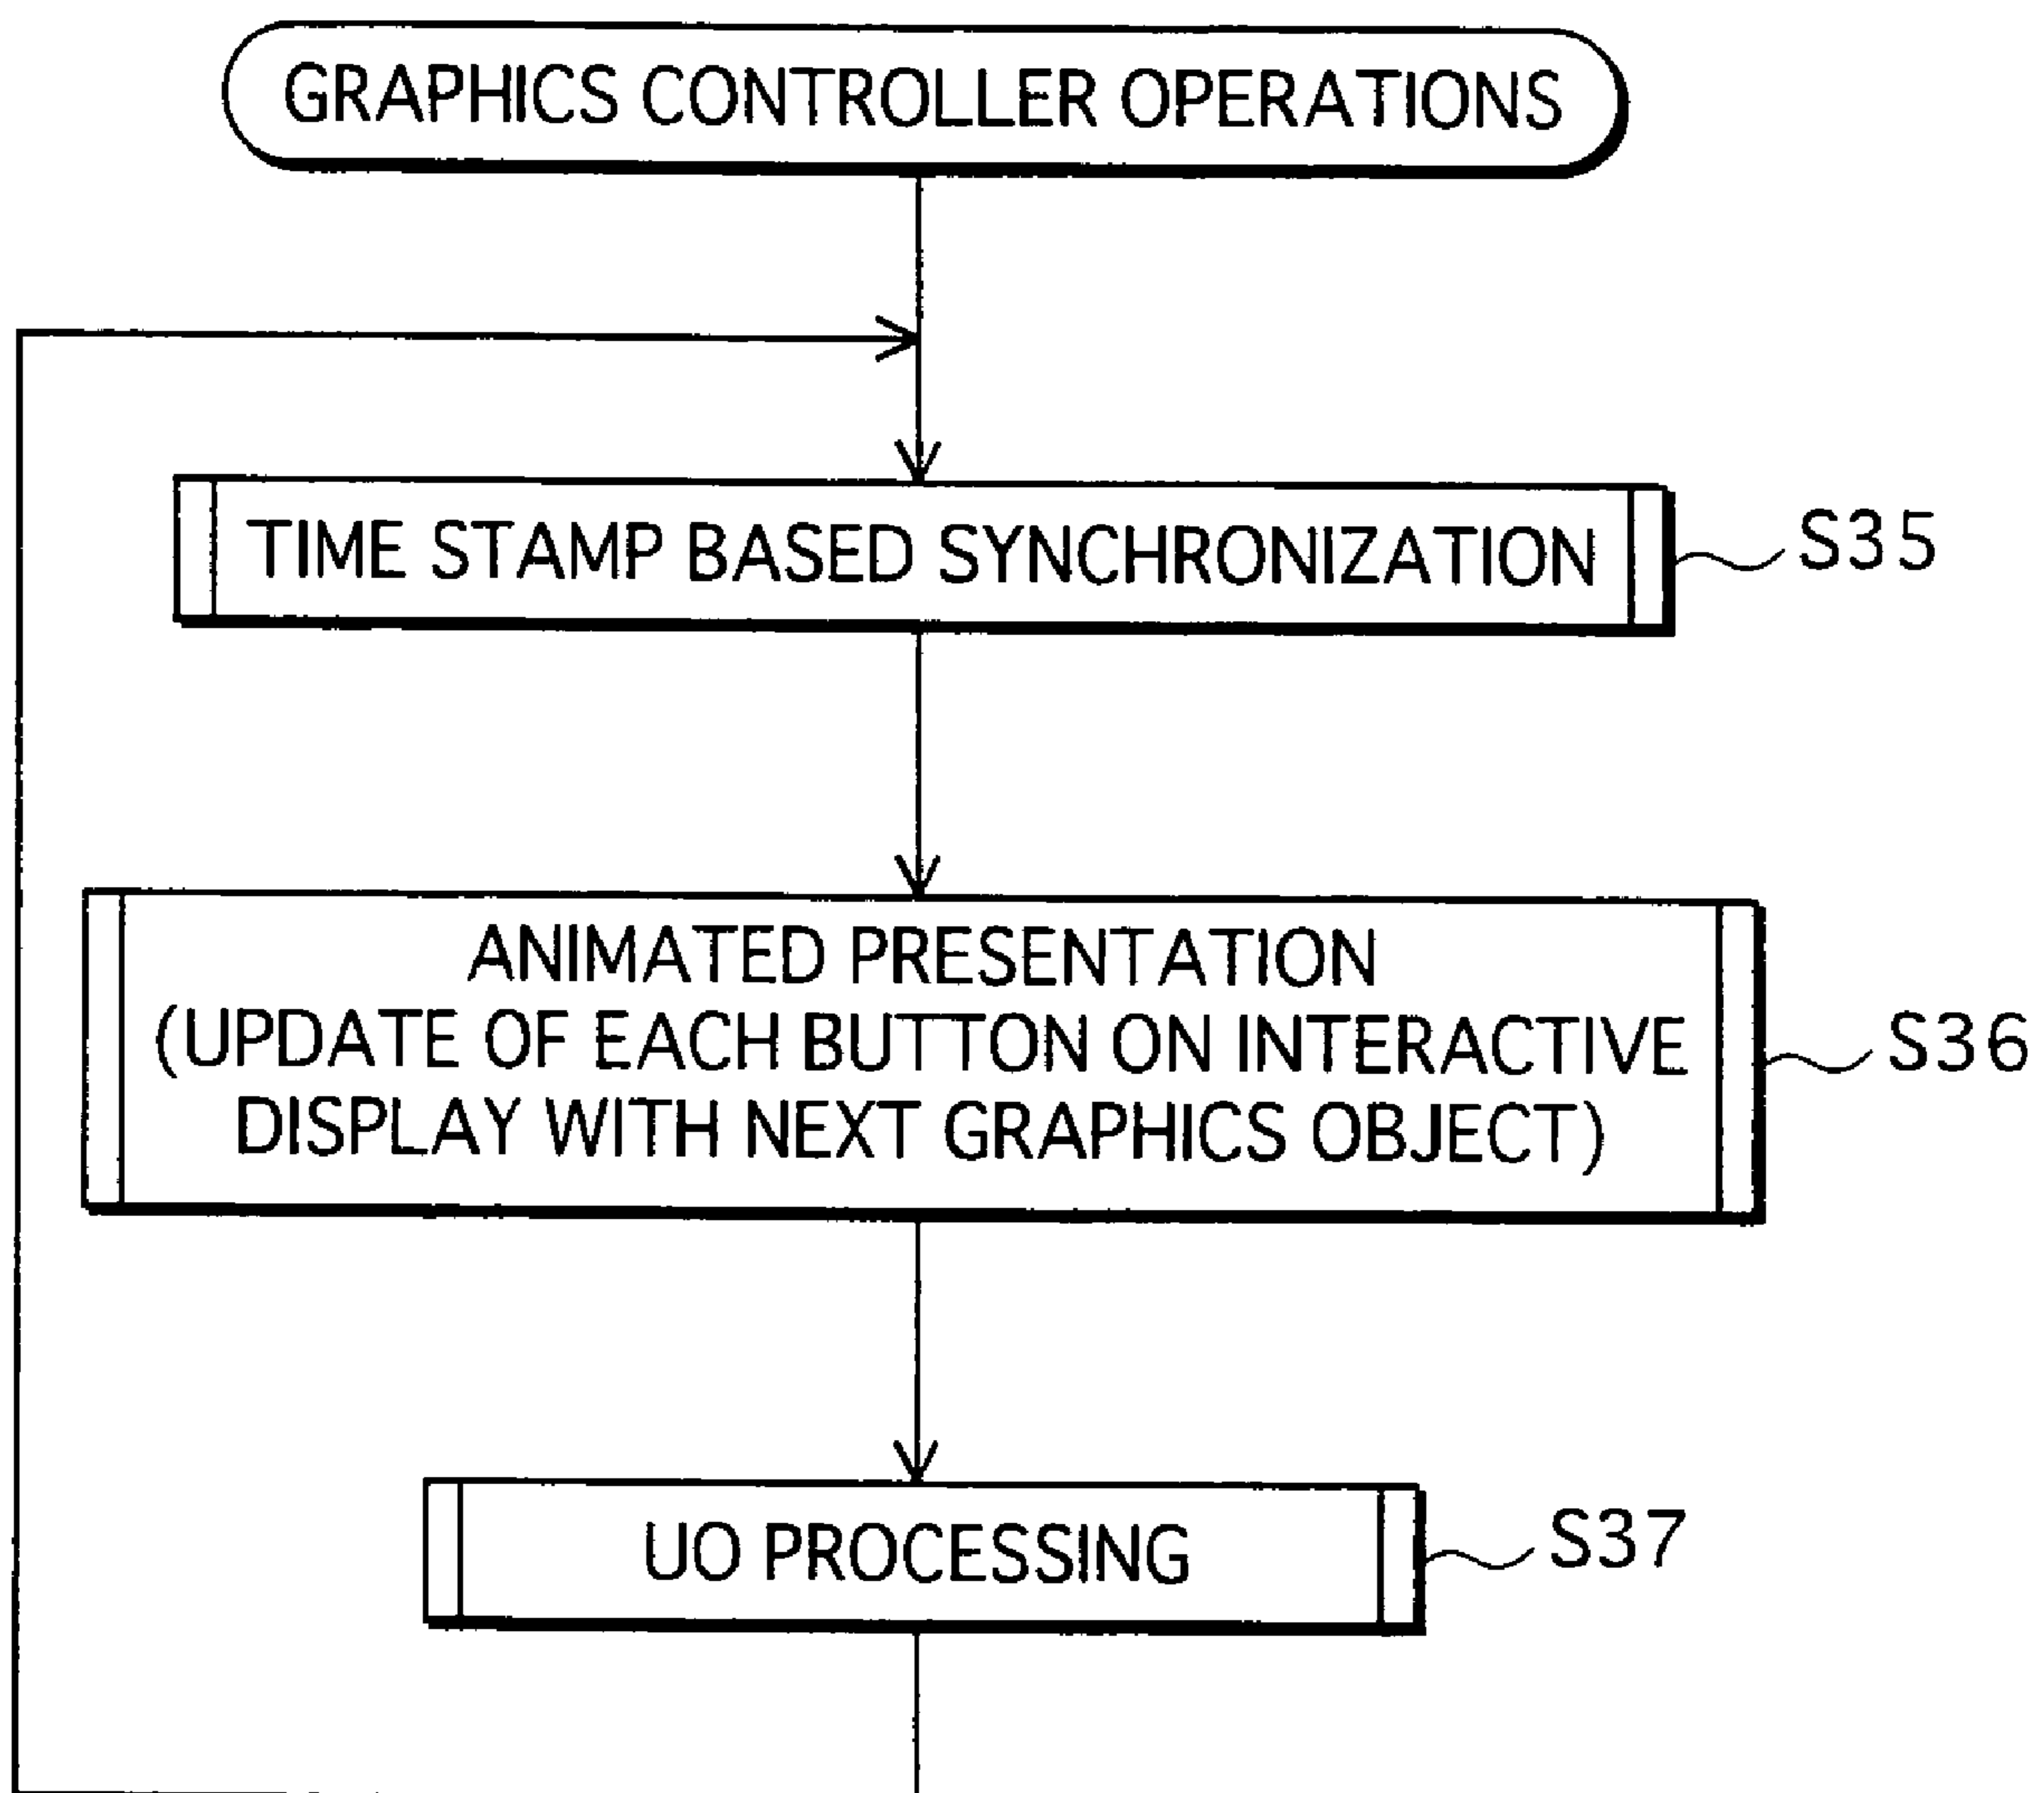 GRAPHICS CONTROLLER OPERATIONS
TIME STAMP BASED SYNCHRONIZATION
S35
ANIMATED PRESENTATION
(UPDATE OF EACH BUTTON ON INTERACTIVE
DISPLAY WITH NEXT GRAPHICS OBJECT)
S36
UO PROCESSING
S37